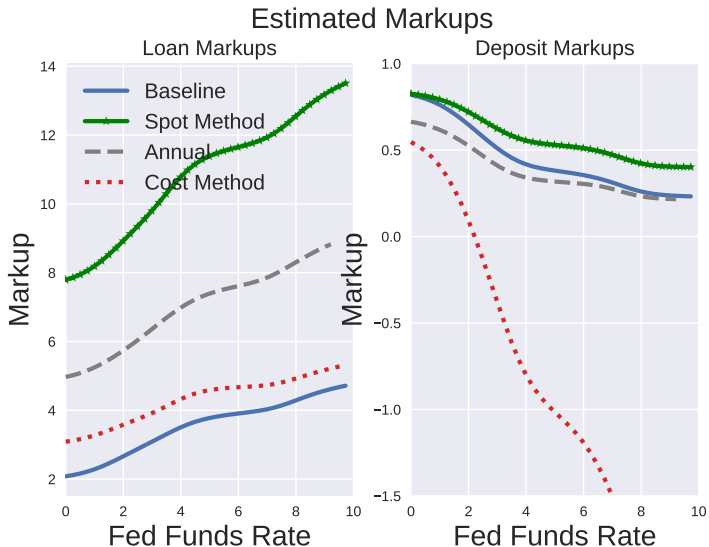 Estimated Markups
Loan Markups
Deposit Markups
Baseline
Spot Method
Annual
Cost Method
Markup
14
12
10
8
6
4
2
0
2
4
6
8
10
Fed Funds Rate
Markup
1.0
0.5
0.0
−0.5
−1.0
−1.5
0
2
4
6
8
10
Fed Funds Rate